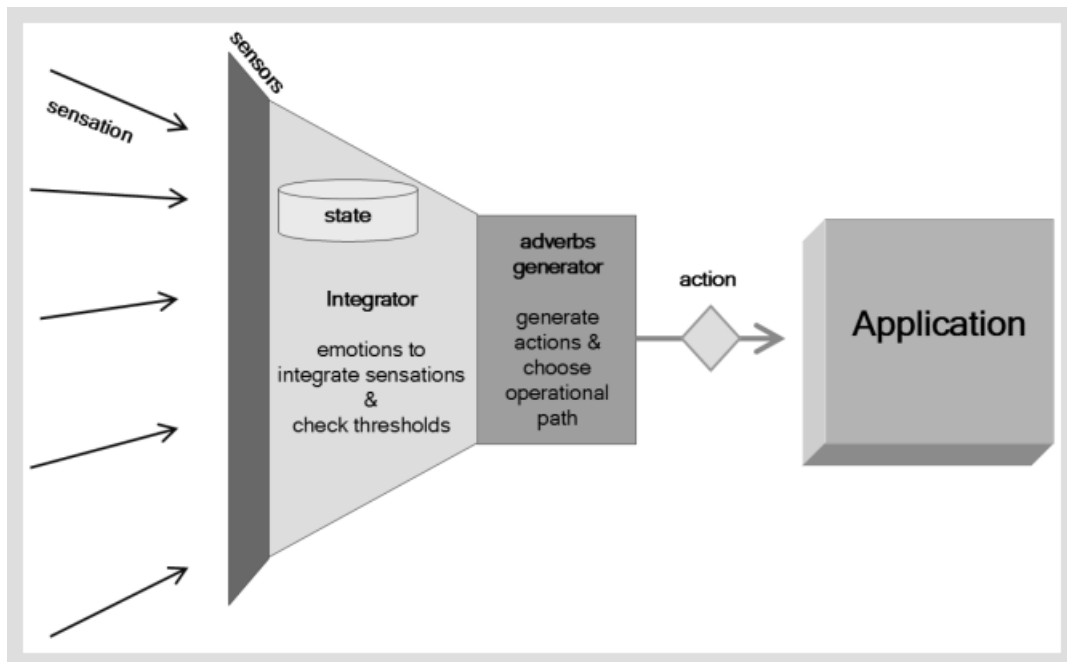 sensors
sensation
state
Integrator
emotions to
integrate sensations
&
check thresholds
adverbs
generator
generate
actions &
choose
operational
path
action
Application